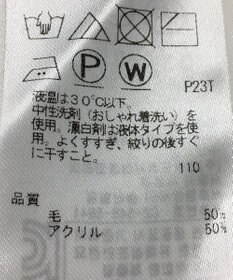 P W P23T
液温は30°C以下。
中性洗剤（おしゃれ着洗い）を
使用。漂白剤は液体タイプを使
用。よくすすぎ、絞りの後すぐ
に干すこと。
110
品質
毛 50%
アクリル 50%